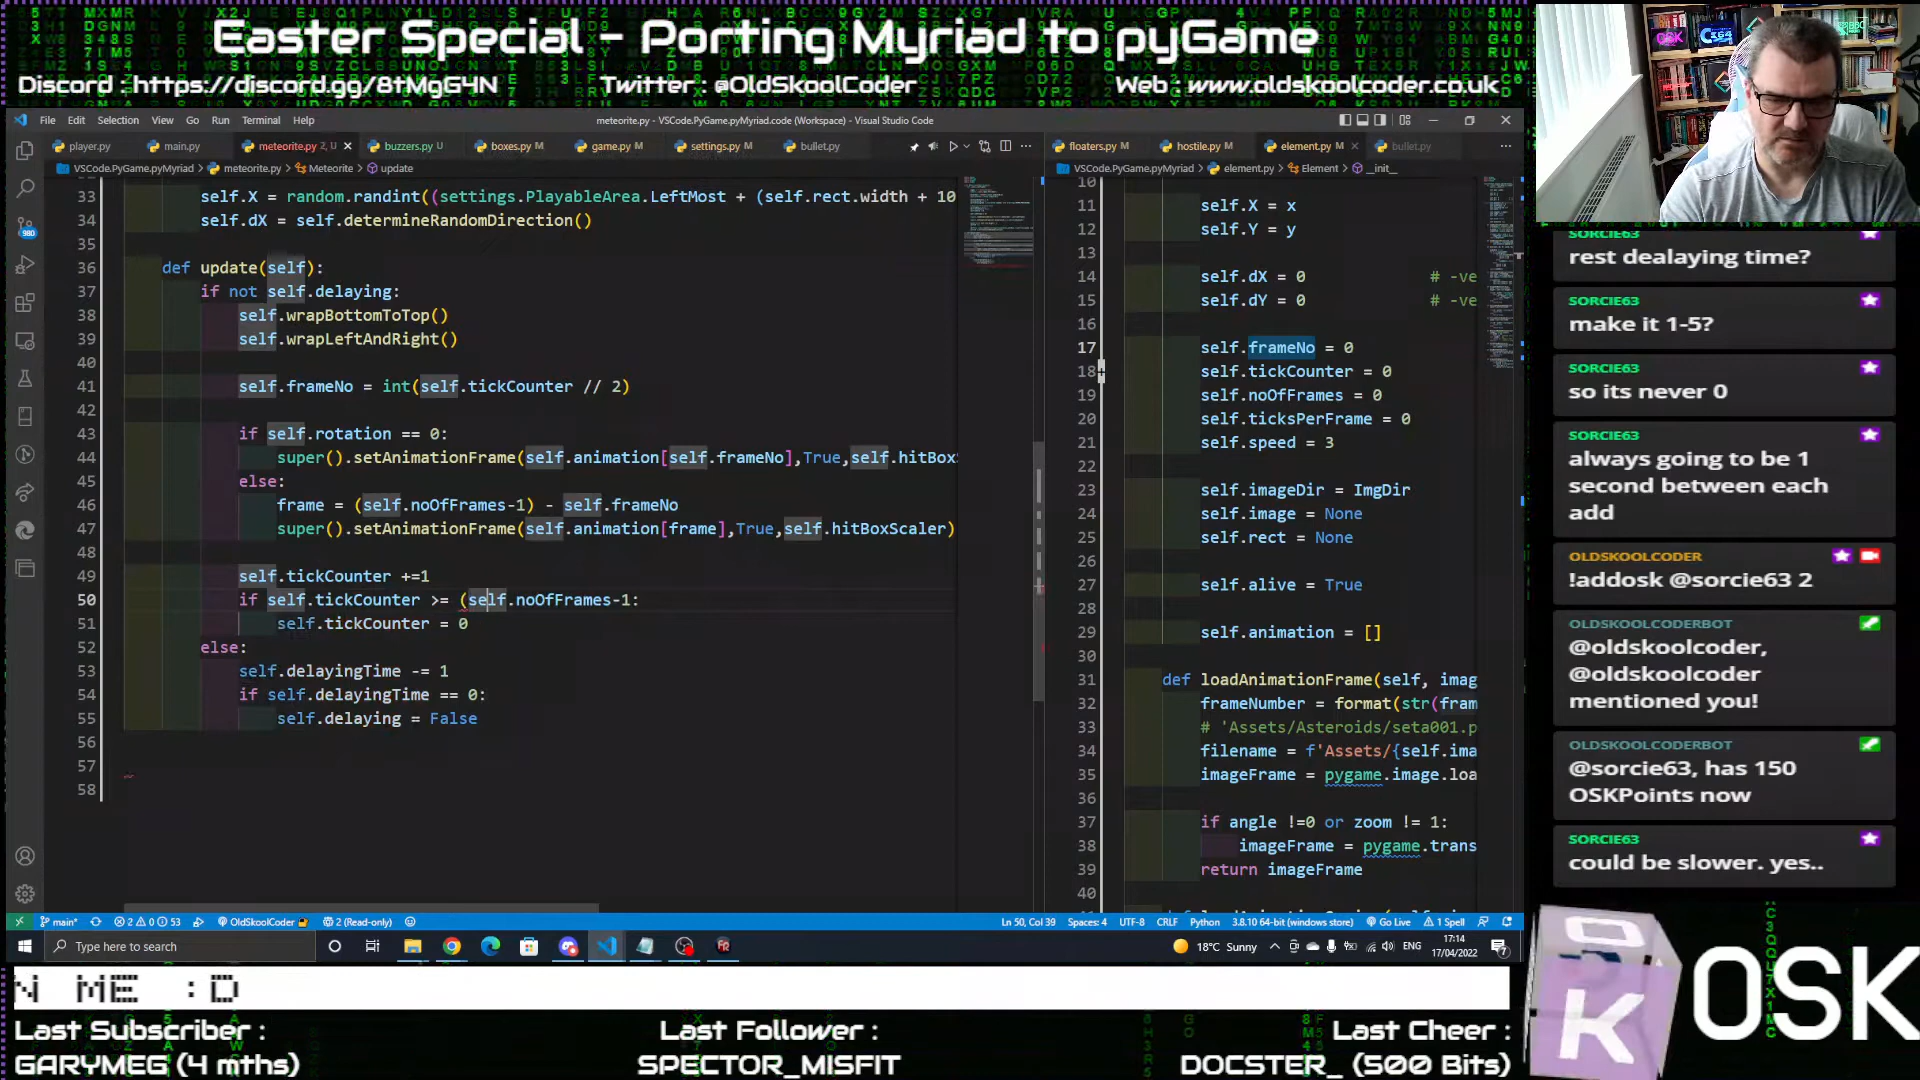 Easter Special - Porting Myriad to pyGame
Discord : https://discord.gg/8tMgG4N
Twitter : @OldSkoolCoder
Web : www.oldskoolcoder.co.uk
File Edit Selection View Go Run Terminal Help
meteorite.py - VSCode.PyGame.pyMyriad.code (Workspace) - Visual Studio Code
player.py main.py meteorite.py 2, U buzzers.py U boxes.py M game.py M settings.py M bullet.py
VSCode.PyGame.pyMyriad > meteorite.py > Meteorite > update
33 self.X = random.randint((settings.PlayableArea.LeftMost + (self.rect.width + 10
34 self.dX = self.determineRandomDirection()
35
36 def update(self):
37 if not self.delaying:
38 self.wrapBottomToTop()
39 self.wrapLeftAndRight()
40
41 self.frameNo = int(self.tickCounter // 2)
42
43 if self.rotation == 0:
44 super().setAnimationFrame(self.animation[self.frameNo],True,self.hitBoxS
45 else:
46 frame = (self.noOfFrames-1) - self.frameNo
47 super().setAnimationFrame(self.animation[frame],True,self.hitBoxScaler)
48
49 self.tickCounter +=1
50 if self.tickCounter >= (self.noOfFrames-1:
51 self.tickCounter = 0
52 else:
53 self.delayingTime -= 1
54 if self.delayingTime == 0:
55 self.delaying = False
56
57
58
floaters.py M hostile.py M element.py M bullet.py
VSCode.PyGame.pyMyriad > element.py > Element > __init__
10
11 self.X = x
12 self.Y = y
13
14 self.dX = 0 # -ve
15 self.dY = 0 # -ve
16
17 self.frameNo = 0
18 self.tickCounter = 0
19 self.noOfFrames = 0
20 self.ticksPerFrame = 0
21 self.speed = 3
22
23 self.imageDir = ImgDir
24 self.image = None
25 self.rect = None
26
27 self.alive = True
28
29 self.animation = []
30
31 def loadAnimationFrame(self, imag
32 frameNumber = format(str(fram
33 # 'Assets/Asteroids/seta001.p
34 filename = f'Assets/{self.ima
35 imageFrame = pygame.image.loa
36
37 if angle !=0 or zoom != 1:
38 imageFrame = pygame.trans
39 return imageFrame
40
main* 2 0 53 OldSkoolCoder 2 (Read-only)
Ln 50, Col 39 Spaces: 4 UTF-8 CRLF Python 3.8.10 64-bit (windows store) Go Live 1 Spell
Type here to search
18°C Sunny ENG 17:14
17/04/2022
SORCIE63
rest dealaying time?
SORCIE63
make it 1-5?
SORCIE63
so its never 0
SORCIE63
always going to be 1
second between each
add
OLDSKOOLCODER
!addosk @sorcie63 2
OLDSKOOLCODERBOT
@oldskoolcoder,
@oldskoolcoder
mentioned you!
OLDSKOOLCODERBOT
@sorcie63, has 150
OSKPoints now
SORCIE63
could be slower. yes..
N ME :D
Last Subscriber :
GARYMEG (4 mths)
Last Follower :
SPECTOR_MISFIT
Last Cheer :
DOCSTER_ (500 Bits)
OSK